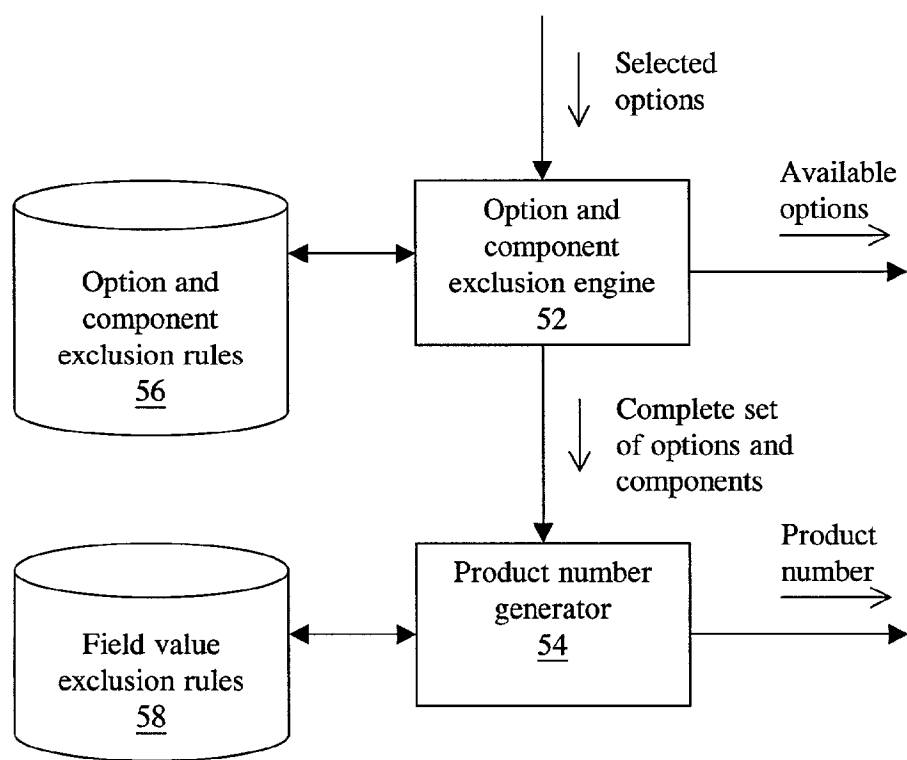 Selected
options
Available
options
Option and
component
exclusion engine
52
Option and
component
exclusion rules
56
Complete set
of options and
components
Product
number
Product number
generator
54
Field value
exclusion rules
58